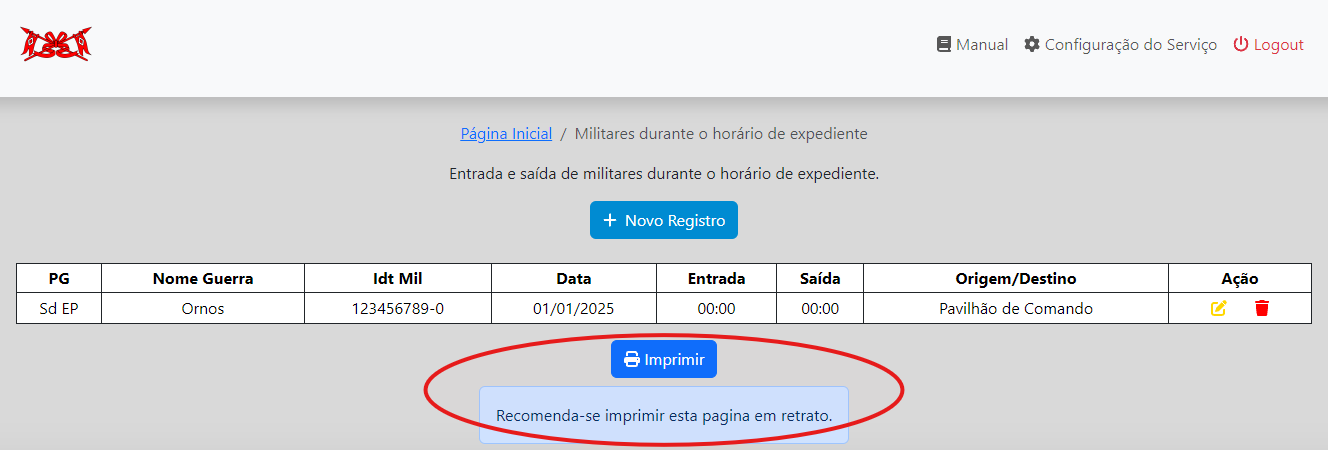 Manual Configuração do Serviço Logout
Página Inicial / Militares durante o horário de expediente
Entrada e saída de militares durante o horário de expediente.
+ Novo Registro
PG Nome Guerra Idt Mil Data Entrada Saída Origem/Destino Ação
Sd EP Ornos 123456789-0 01/01/2025 00:00 00:00 Pavilhão de Comando
Imprimir
Recomenda-se imprimir esta pagina em retrato.